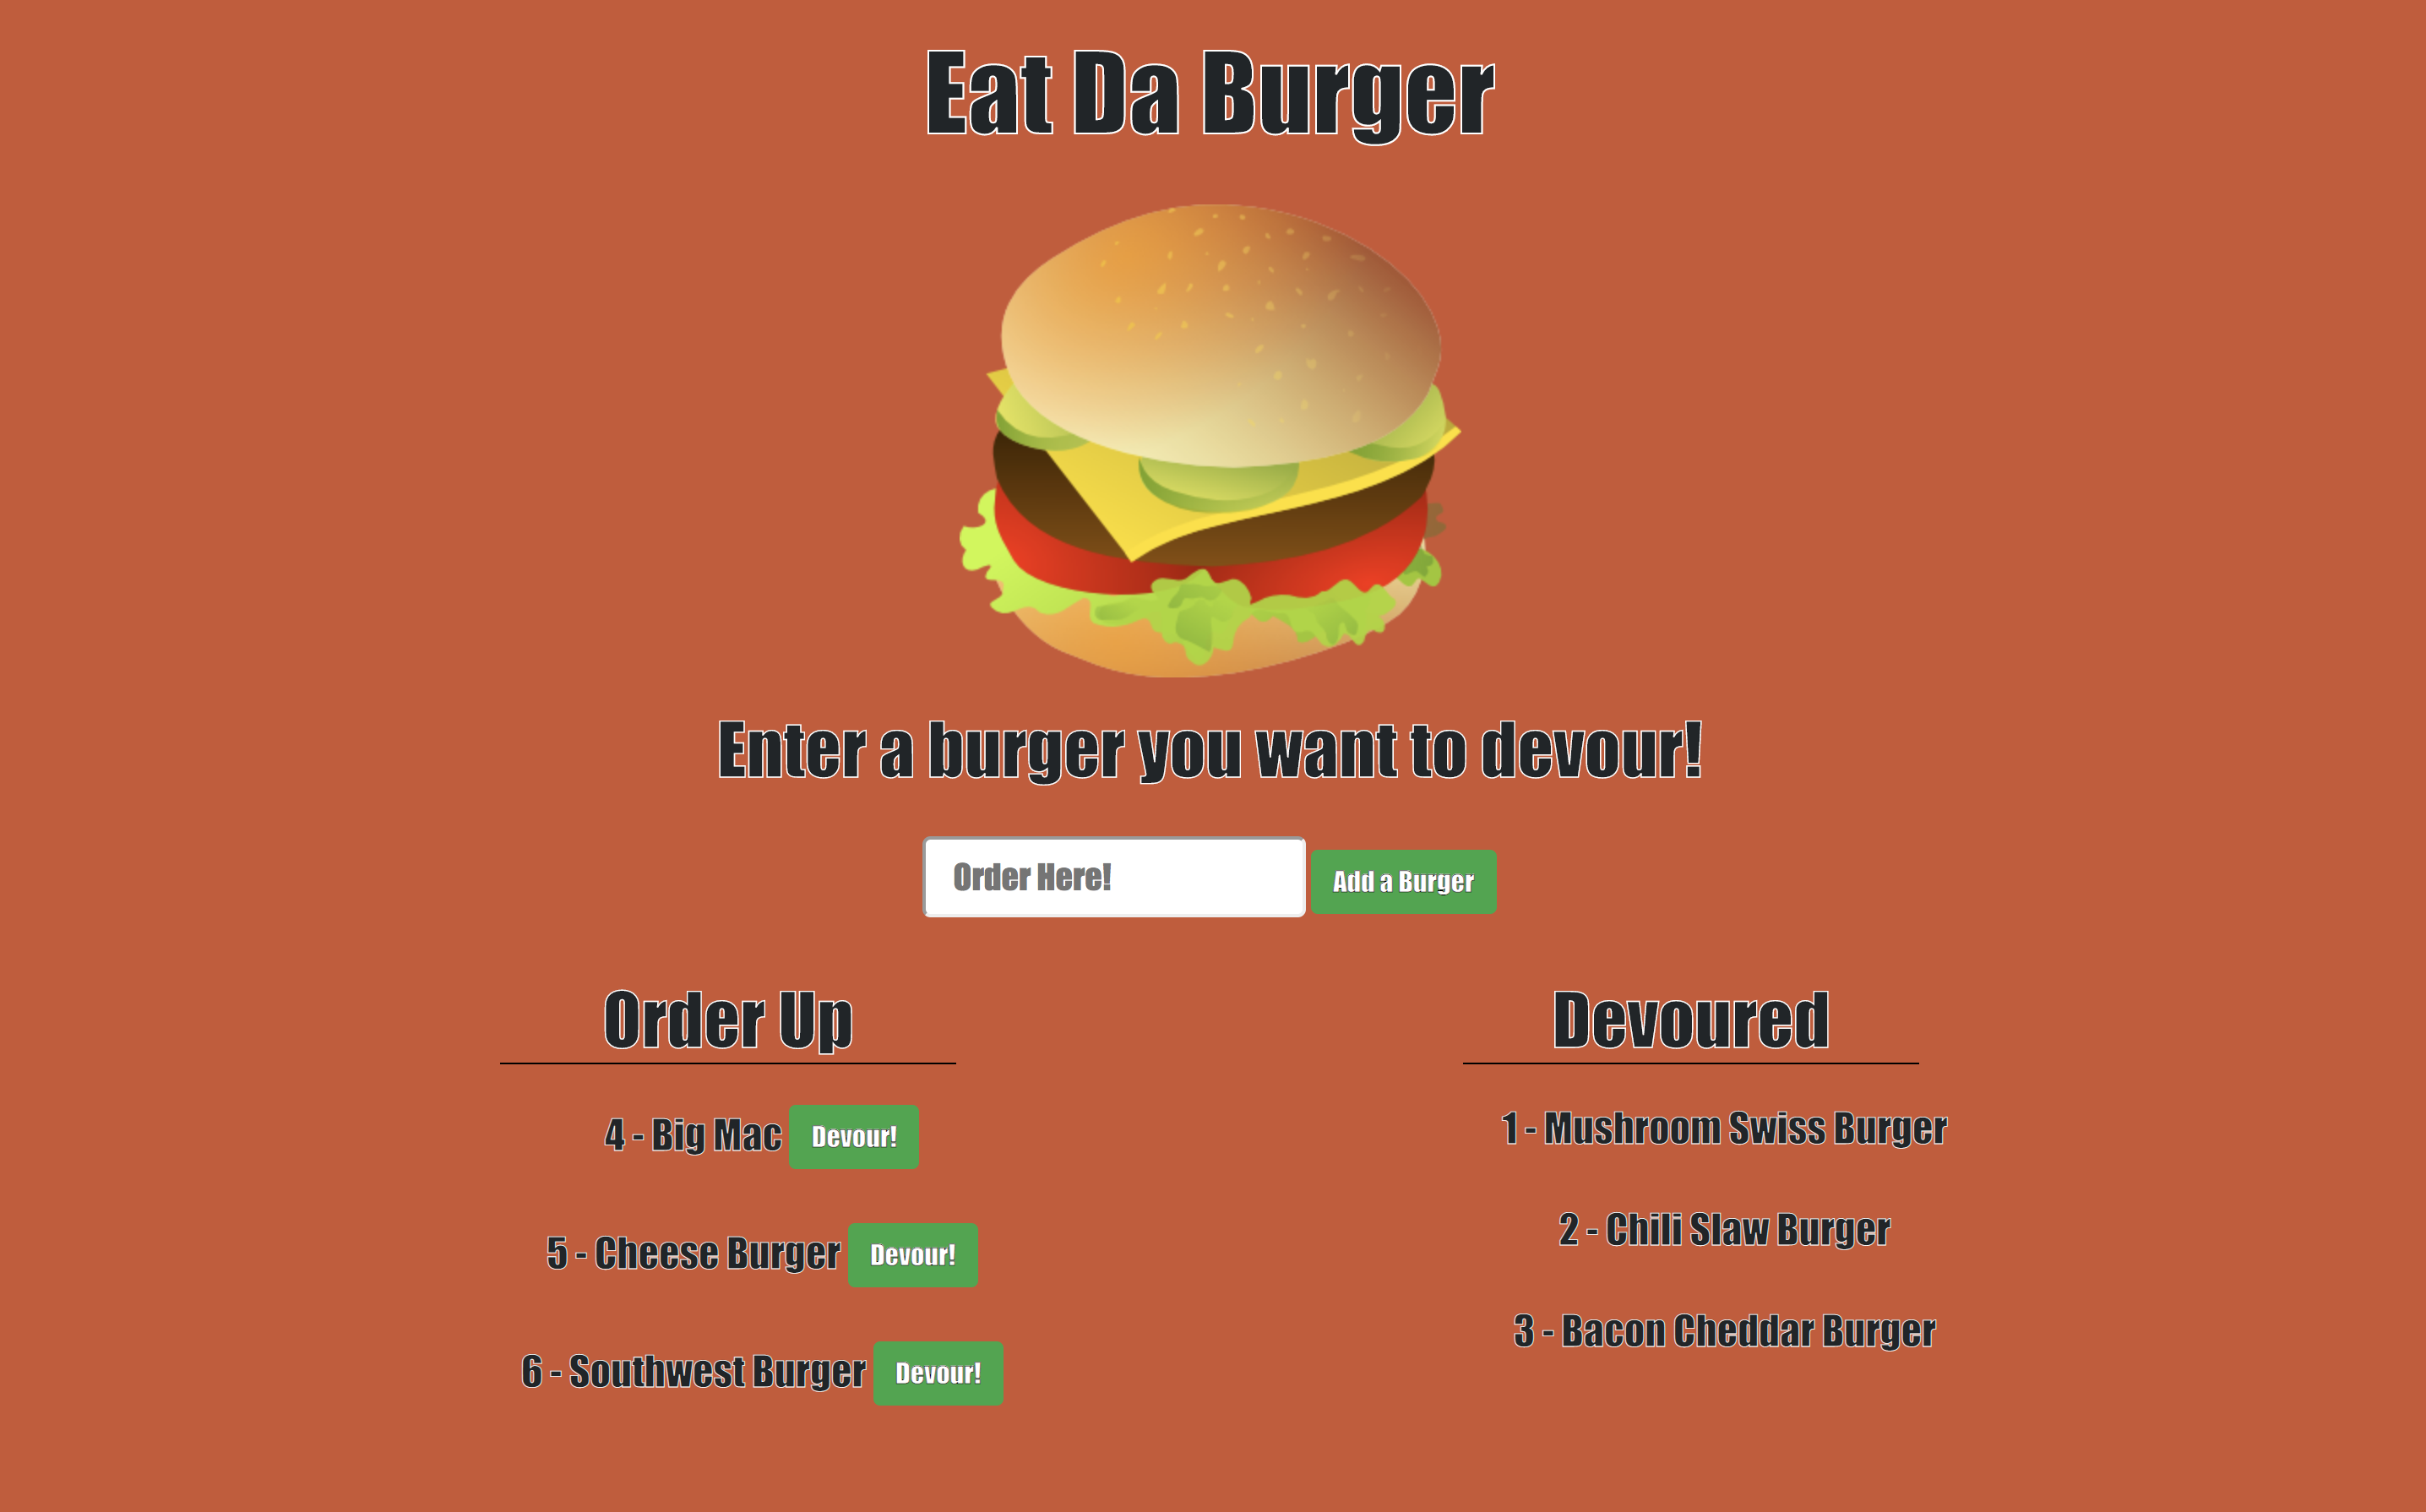 Eat Da Burger
Enter a burger you want to devour!
Order Here!
Add a Burger
Order Up
4 - Big Mac Devour!
5 - Cheese Burger Devour!
6 - Southwest Burger Devour!
Devoured
1 - Mushroom Swiss Burger
2 - Chili Slaw Burger
3 - Bacon Cheddar Burger